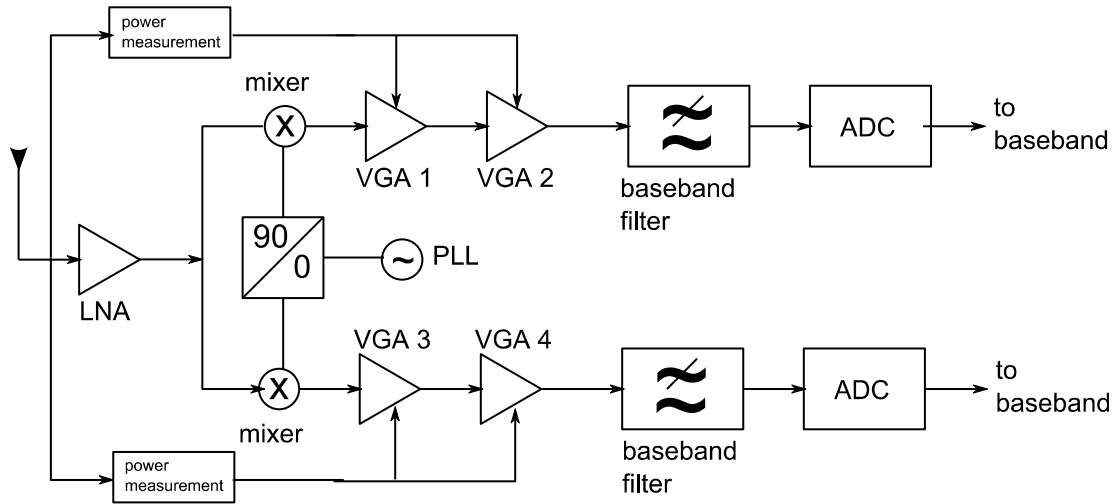 power
measurement
mixer
X
VGA 1
VGA 2
baseband
filter
ADC
to
baseband
LNA
90
0
~
PLL
VGA 3
VGA 4
X
mixer
baseband
filter
ADC
to
baseband
power
measurement